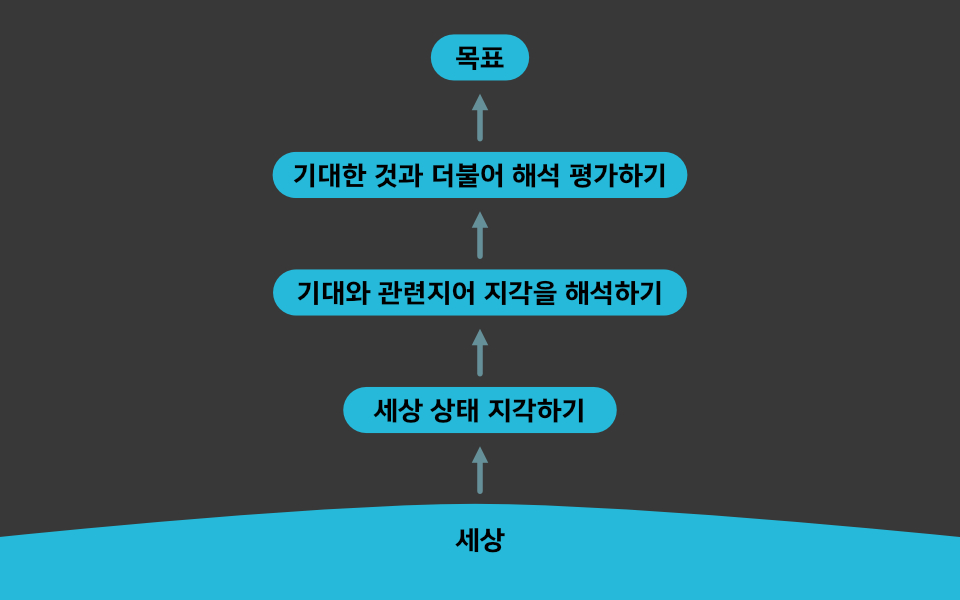 목표
기대한 것과 더불어 해석 평가하기
기대와 관련지어 지각을 해석하기
세상 상태 지각하기
세상